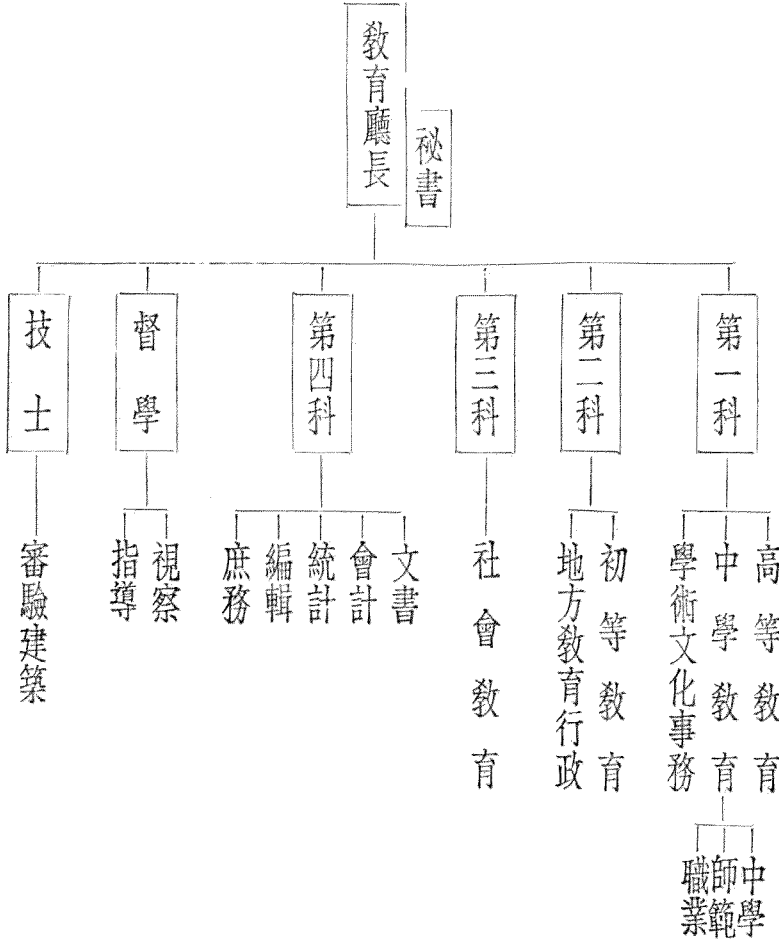 教育廳長
祕書
第一科
高等教育
中學教育
中學
師範
職業
學術文化事務
第二科
初等教育
地方教育行政
第三科
社會教育
第四科
文書
會計
統計
編輯
庶務
督學
視察
指導
技士
審驗建築